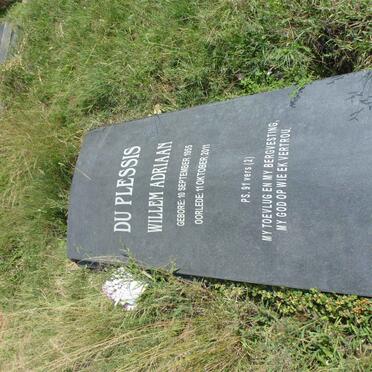 DU PLESSIS
WILLEM ADRIAAN
GEBORE: 10 SEPTEMBER 1965
OORLEDE: 11 OKTOBER 2011
PS. 91 vers (2)
MY TOEVLUG EN MY BERGVESTING,
MY GOD OP WIE EK VERTROU.